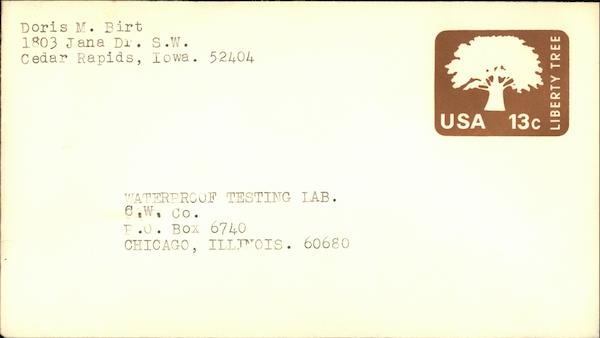 Doris M. Birt
1803 Jana Dr. S.W.
Cedar Rapids, Iowa. 52404
USA 13c
LIBERTY TREE
WATERPROOF TESTING LAB.
C.W. Co.
P.O. Box 6740
CHICAGO, ILLINOIS. 60680